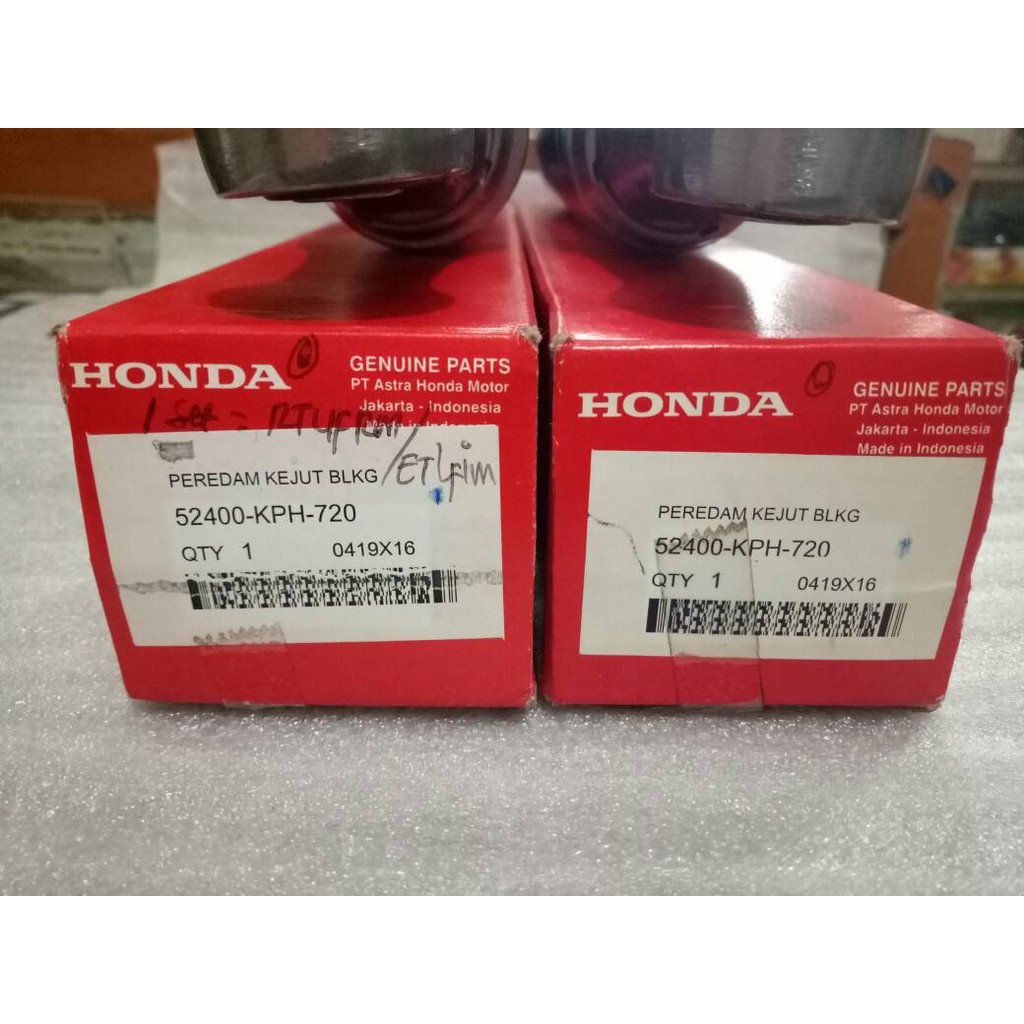 HONDA
GENUINE PARTS
PT Astra Honda Motor
Jakarta - Indonesia
Made in
PEREDAM KEJUT BLKG
52400-KPH-720
QTY 1 0419X16
HONDA
GENUINE PARTS
PT Astra Honda Motor
Jakarta - Indonesia
Made in Indonesia
PEREDAM KEJUT BLKG
52400-KPH-720
QTY 1 0419X16